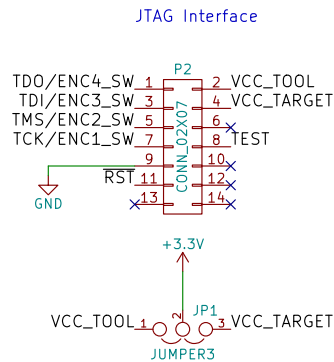 JTAG Interface
P2
TDO/ENC4_SW 1 2 VCC_TOOL
TDI/ENC3_SW 3 4 VCC_TARGET
TMS/ENC2_SW 5 6
TCK/ENC1_SW 7 8 TEST
9 10
RST 11 12
13 14
CONN_02X07
GND
+3.3V
JP1
VCC_TOOL 1 2 3 VCC_TARGET
JUMPER3